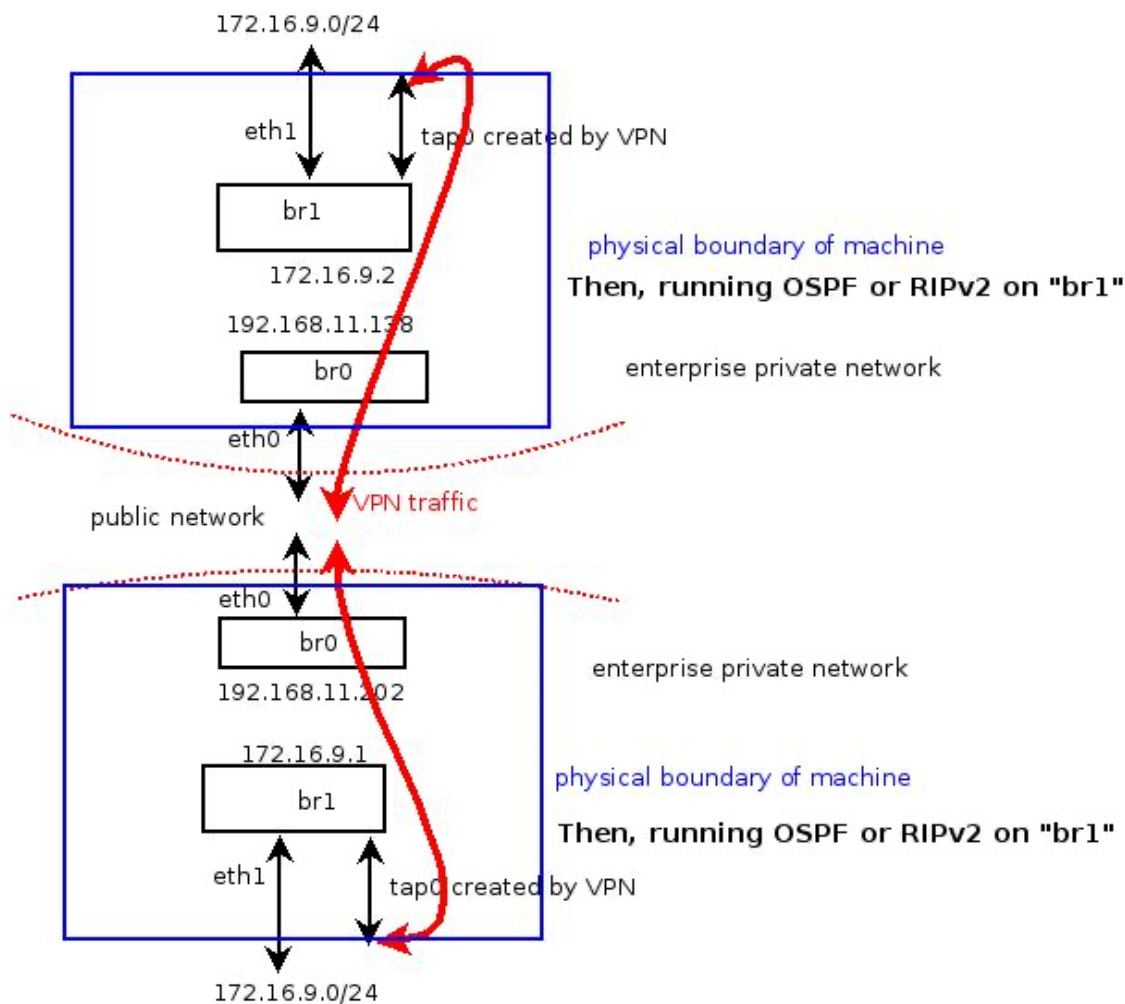 172.16.9.0/24
eth1
tap0 created by VPN
br1
physical boundary of machine
172.16.9.2
Then, running OSPF or RIPv2 on "br1"
192.168.11.138
br0
enterprise private network
eth0
VPN traffic
public network
eth0
br0
enterprise private network
192.168.11.202
172.16.9.1
physical boundary of machine
br1
Then, running OSPF or RIPv2 on "br1"
eth1
tap0 created by VPN
172.16.9.0/24